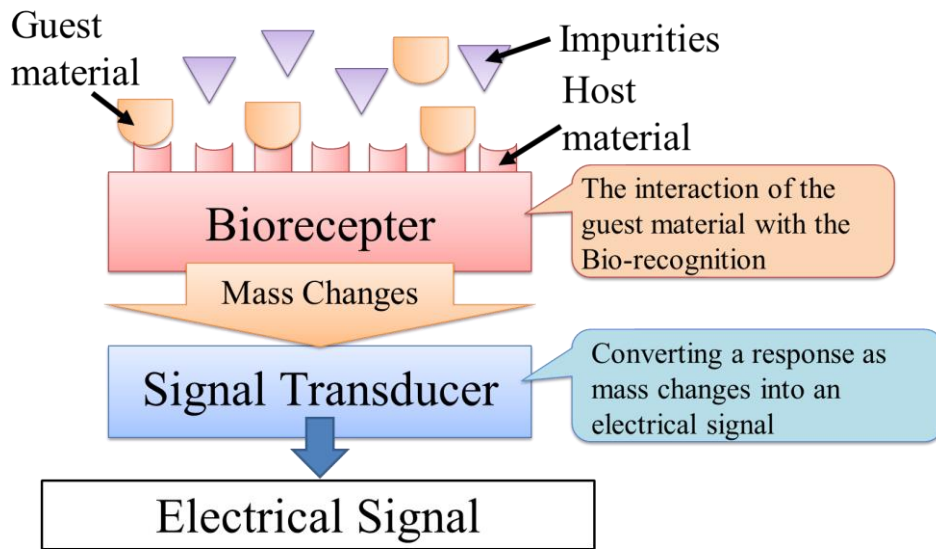 Guest
material
Impurities
Host
material
Biorecepter
The interaction of the
guest material with the
Bio-recognition
Mass Changes
Signal Transducer
Converting a response as
mass changes into an
electrical signal
Electrical Signal